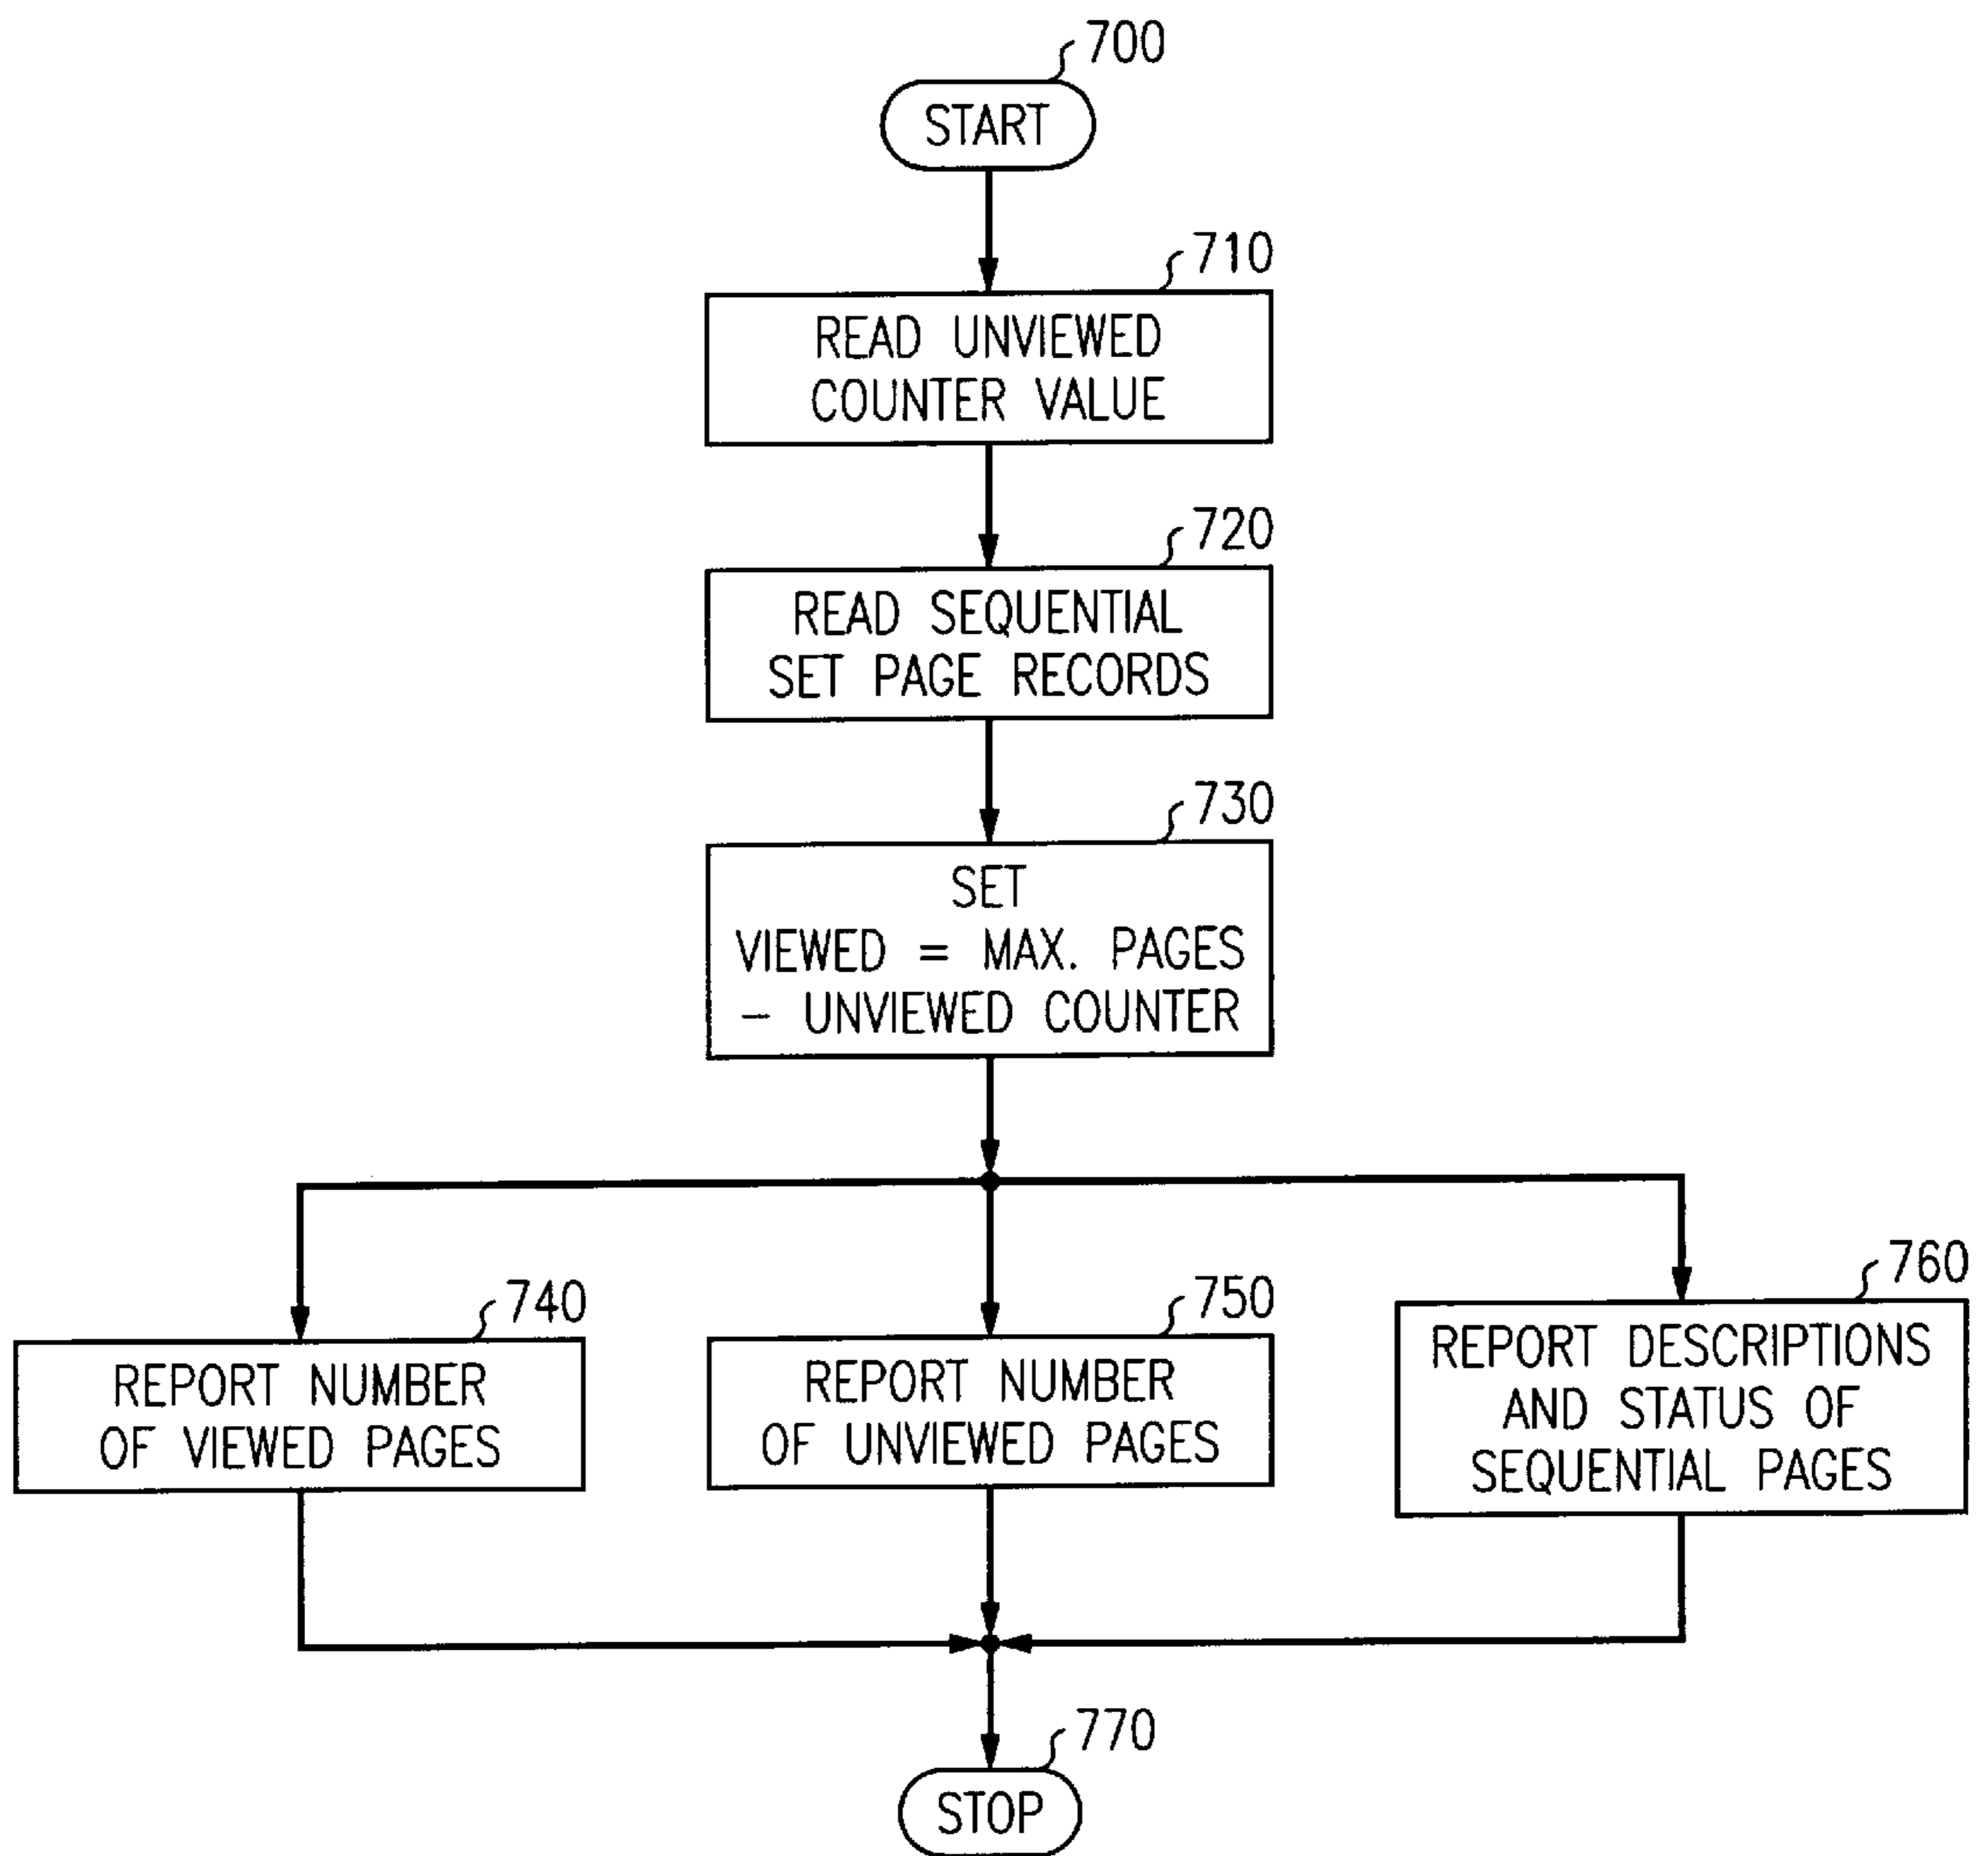 700
START
710
READ UNVIEWED
COUNTER VALUE
720
READ SEQUENTIAL
SET PAGE RECORDS
730
SET
VIEWED = MAX. PAGES
- UNVIEWED COUNTER
740
REPORT NUMBER
OF VIEWED PAGES
750
REPORT NUMBER
OF UNVIEWED PAGES
760
REPORT DESCRIPTIONS
AND STATUS OF
SEQUENTIAL PAGES
770
STOP